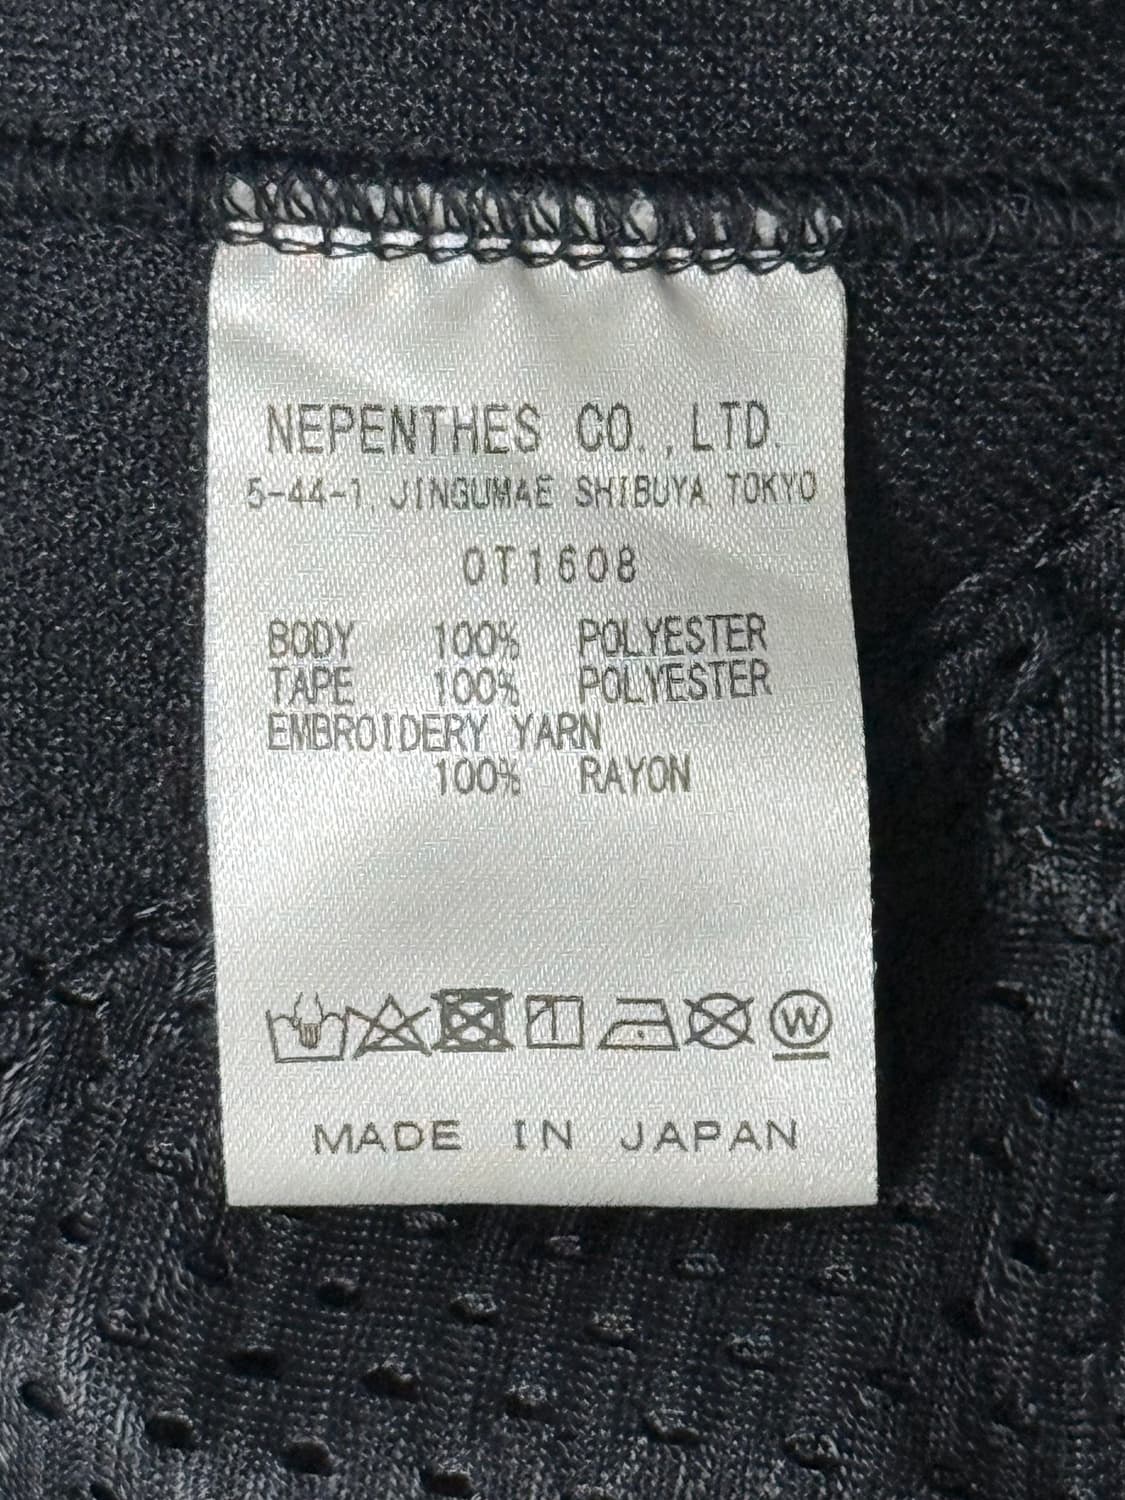 NEPENTHES CO.,LTD.
5-44-1, JINGUMAE SHIBUYA TOKYO
OT1608
BODY 100% POLYESTER
TAPE 100% POLYESTER
EMBROIDERY YARN
100% RAYON
W
MADE IN JAPAN